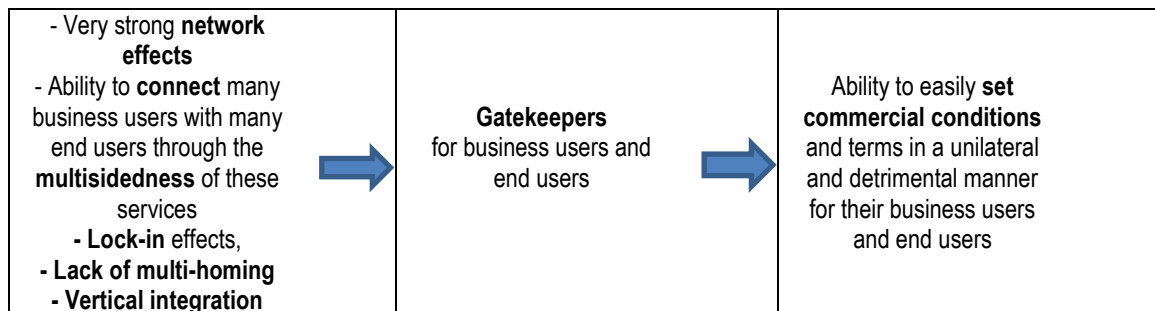 - Very strong network
effects
- Ability to connect many
business users with many
end users through the
multisidedness of these
services
- Lock-in effects,
- Lack of multi-homing
- Vertical integration
Gatekeepers
for business users and
end users
Ability to easily set
commercial conditions
and terms in a unilateral
and detrimental manner
for their business users
and end users